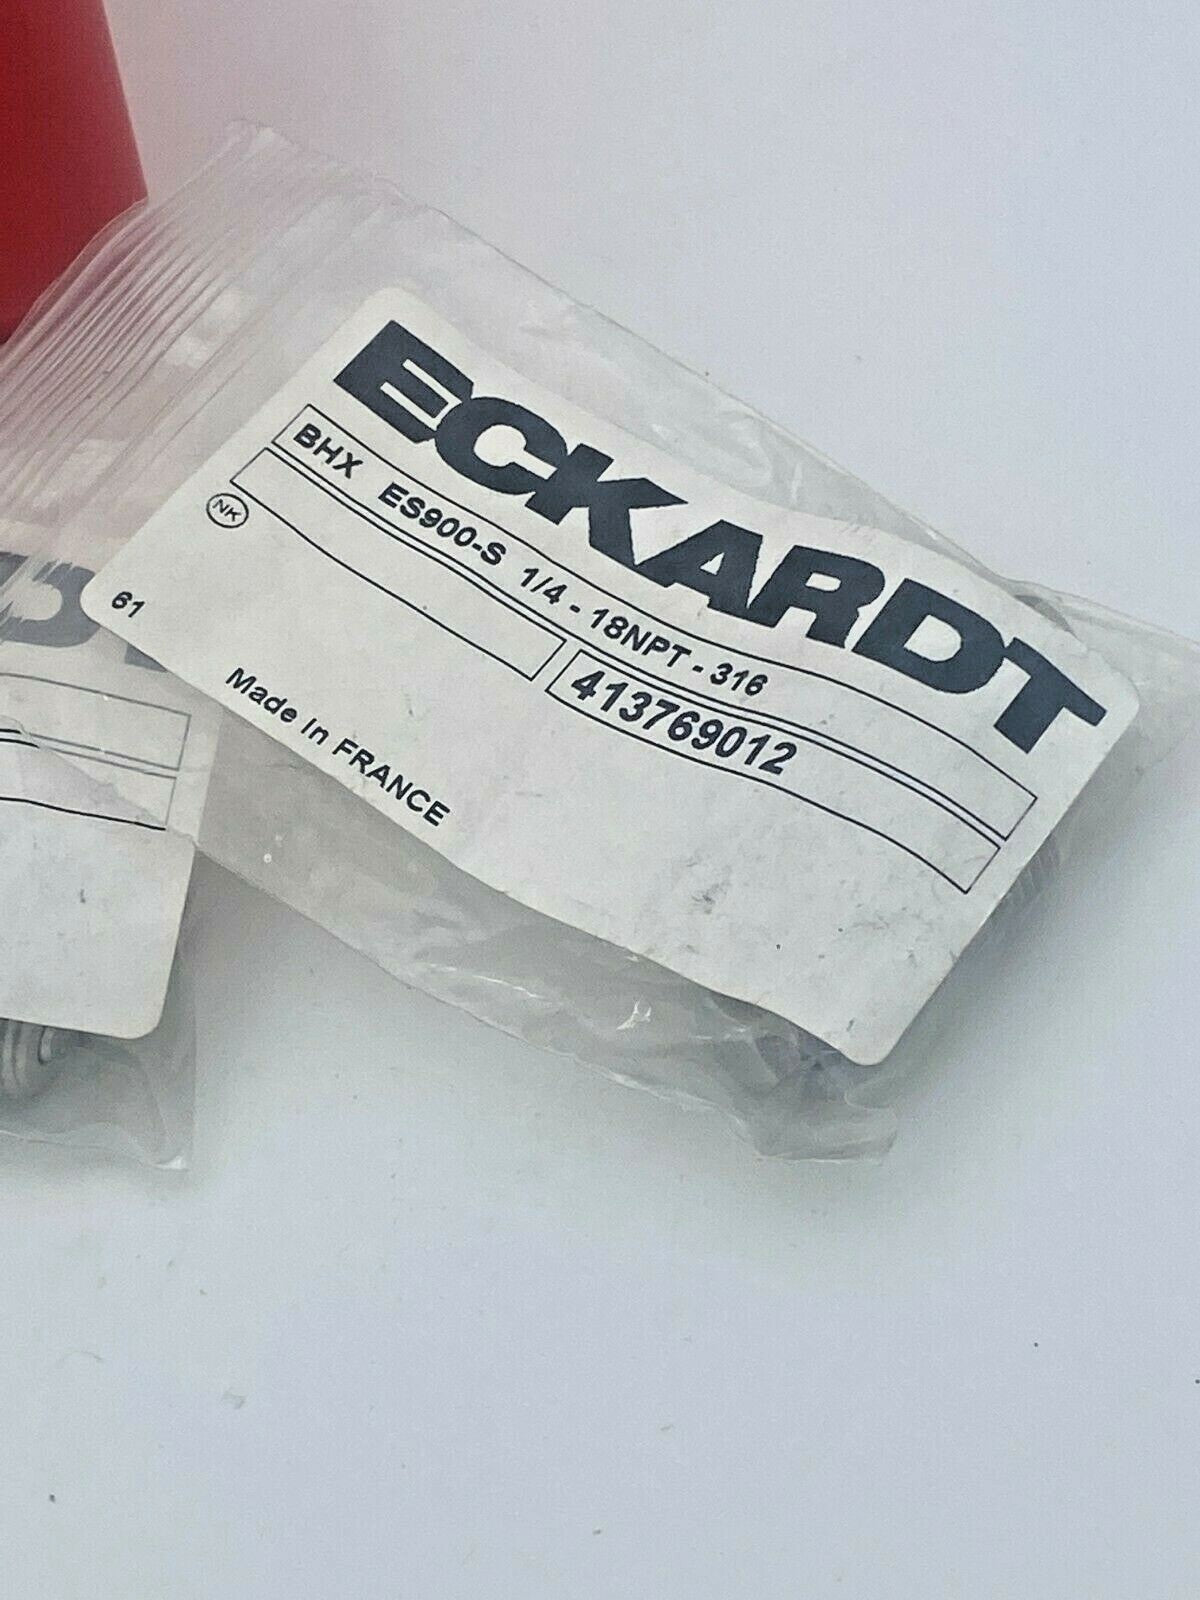 ECKARDT
BHX ES900-S 1/4 - 18NPT - 316
413769012
NK
61
Made In FRANCE